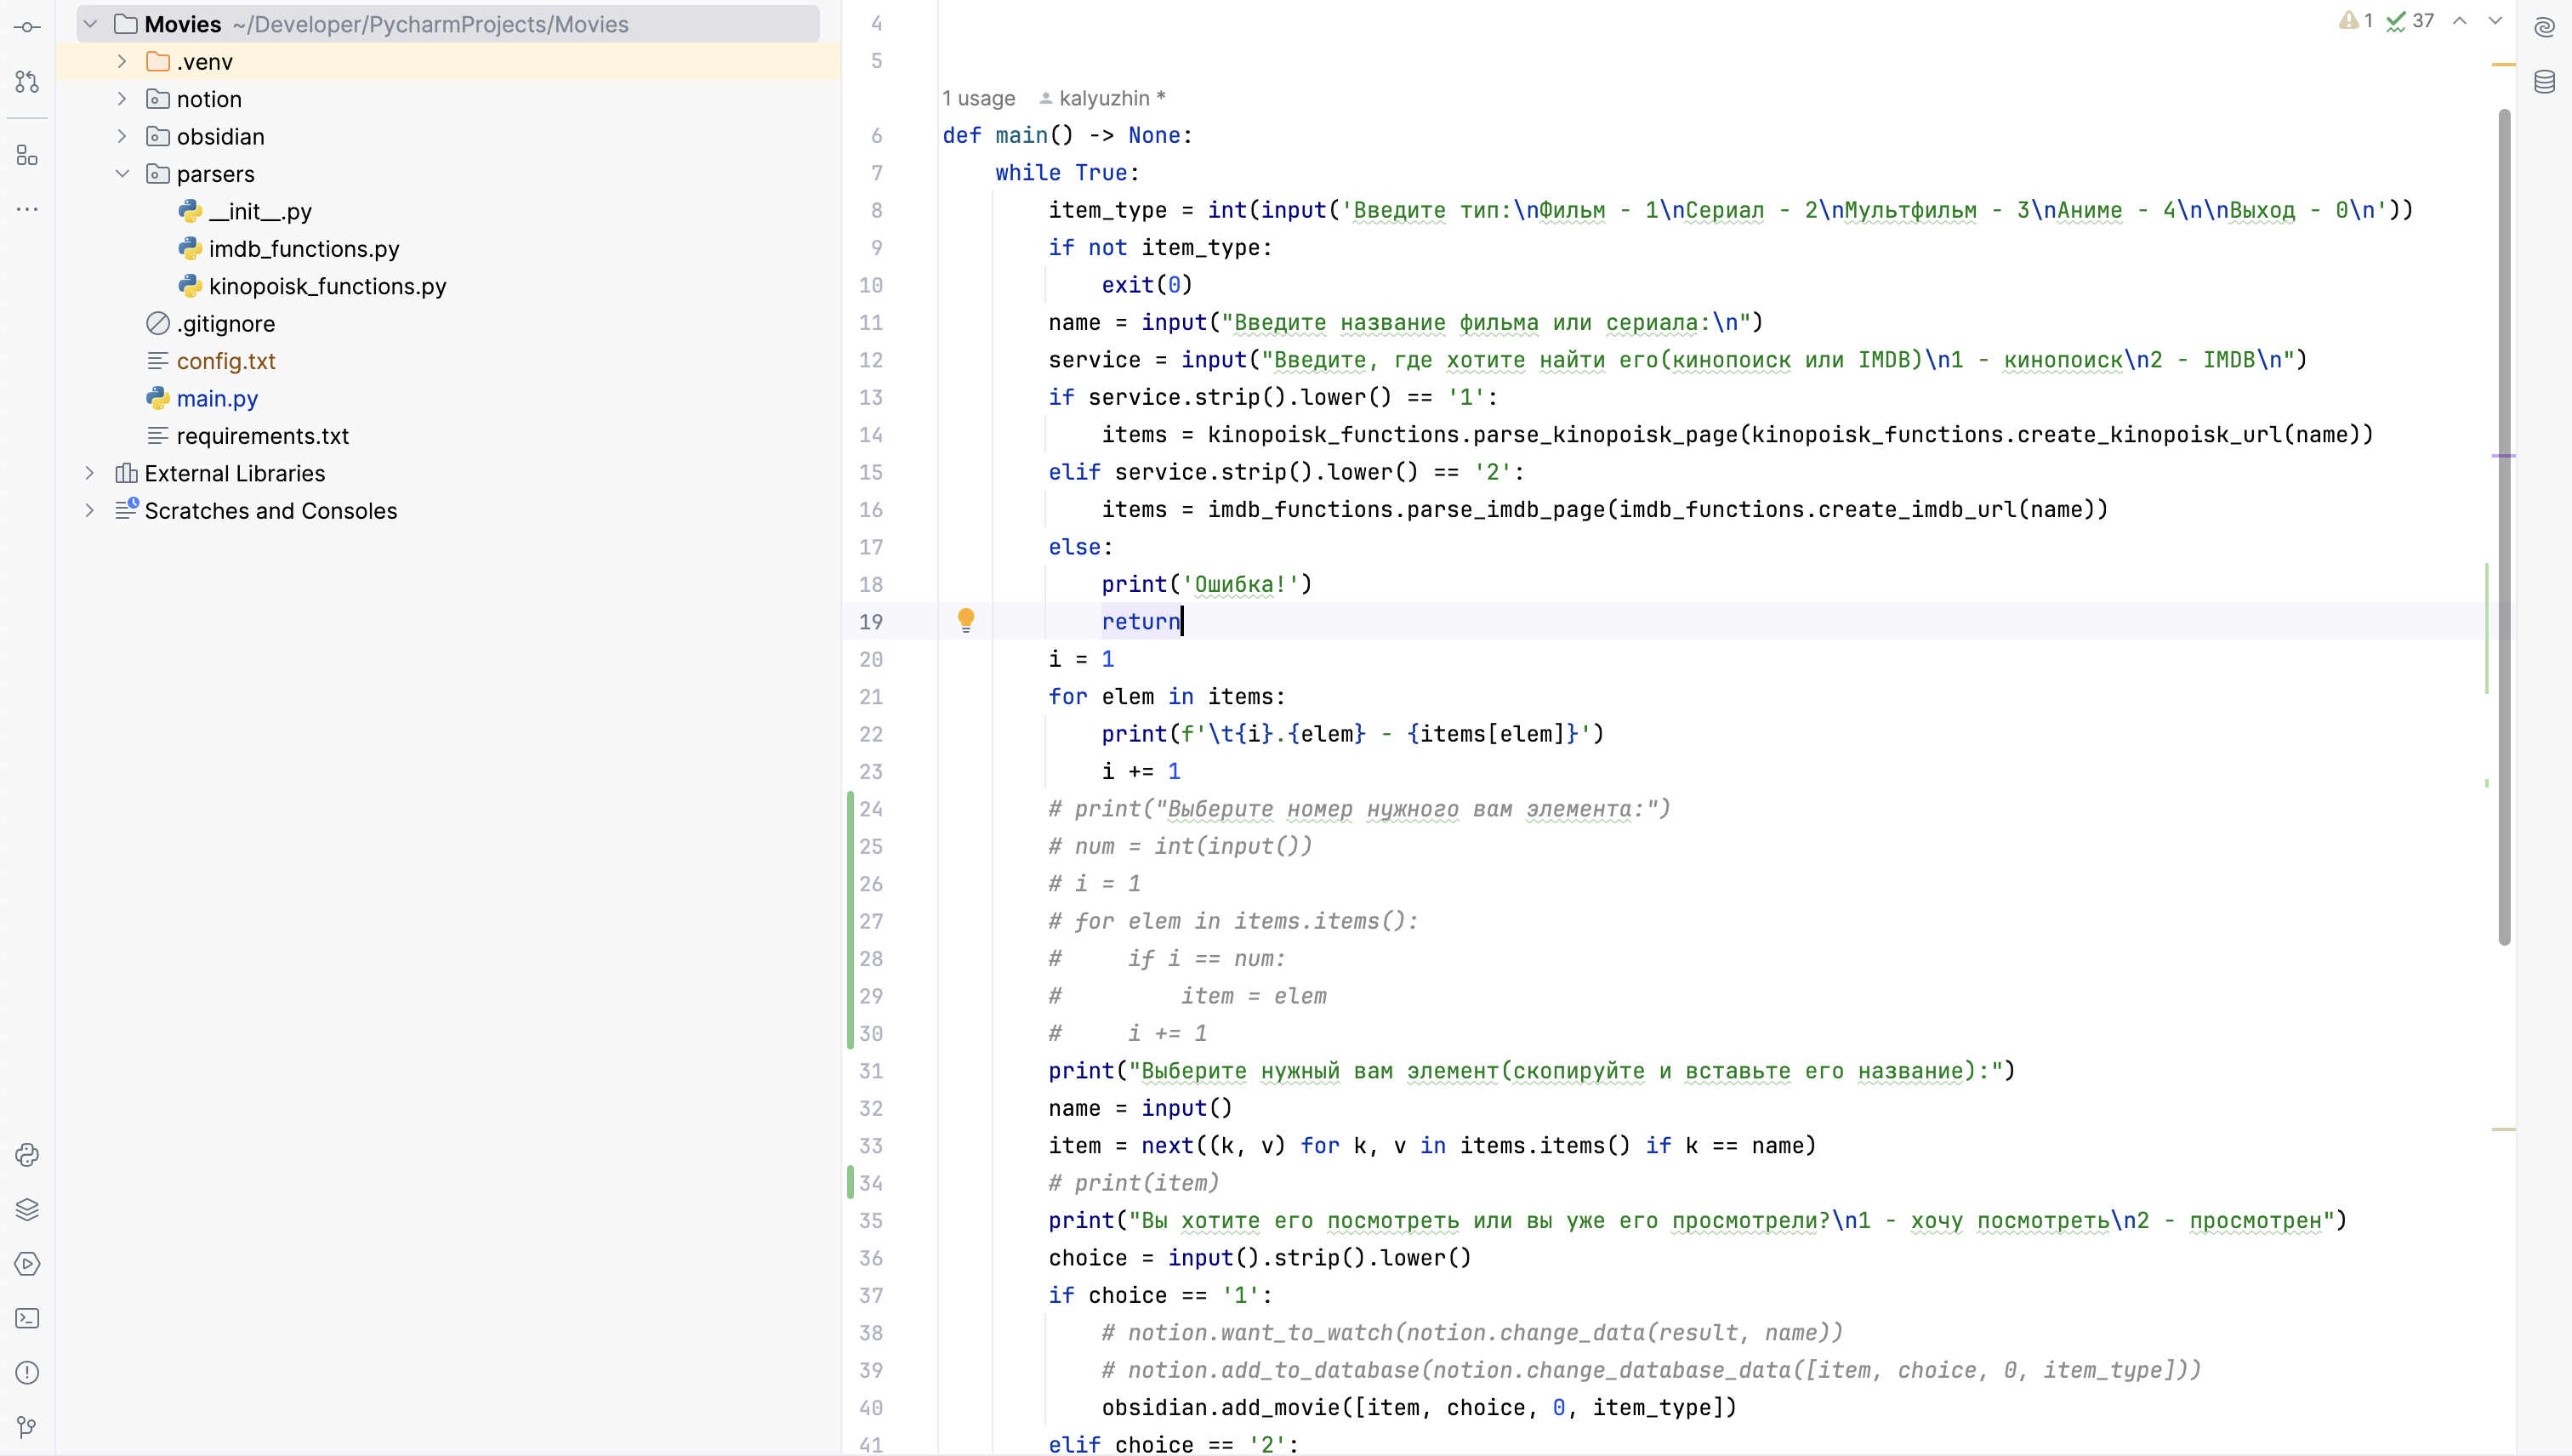 Movies ~/Developer/PycharmProjects/Movies
.venv
notion
obsidian
parsers
__init__.py
imdb_functions.py
kinopoisk_functions.py
.gitignore
config.txt
main.py
requirements.txt
External Libraries
Scratches and Consoles
1 37
4
5
1 usage kalyuzhin *
6 def main() -> None:
7     while True:
8         item_type = int(input('Введите тип:\nФильм - 1\nСериал - 2\nМультфильм - 3\nАниме - 4\n\nВыход - 0\n'))
9         if not item_type:
10             exit(0)
11         name = input("Введите название фильма или сериала:\n")
12         service = input("Введите, где хотите найти его(кинопоиск или IMDB)\n1 - кинопоиск\n2 - IMDB\n")
13         if service.strip().lower() == '1':
14             items = kinopoisk_functions.parse_kinopoisk_page(kinopoisk_functions.create_kinopoisk_url(name))
15         elif service.strip().lower() == '2':
16             items = imdb_functions.parse_imdb_page(imdb_functions.create_imdb_url(name))
17         else:
18             print('Ошибка!')
19             return
20         i = 1
21         for elem in items:
22             print(f'\t{i}.{elem} - {items[elem]}')
23             i += 1
24         # print("Выберите номер нужного вам элемента:")
25         # num = int(input())
26         # i = 1
27         # for elem in items.items():
28         #     if i == num:
29         #         item = elem
30         #     i += 1
31         print("Выберите нужный вам элемент(скопируйте и вставьте его название):")
32         name = input()
33         item = next((k, v) for k, v in items.items() if k == name)
34         # print(item)
35         print("Вы хотите его посмотреть или вы уже его просмотрели?\n1 - хочу посмотреть\n2 - просмотрен")
36         choice = input().strip().lower()
37         if choice == '1':
38             # notion.want_to_watch(notion.change_data(result, name))
39             # notion.add_to_database(notion.change_database_data([item, choice, 0, item_type]))
40             obsidian.add_movie([item, choice, 0, item_type])
41         elif choice == '2':